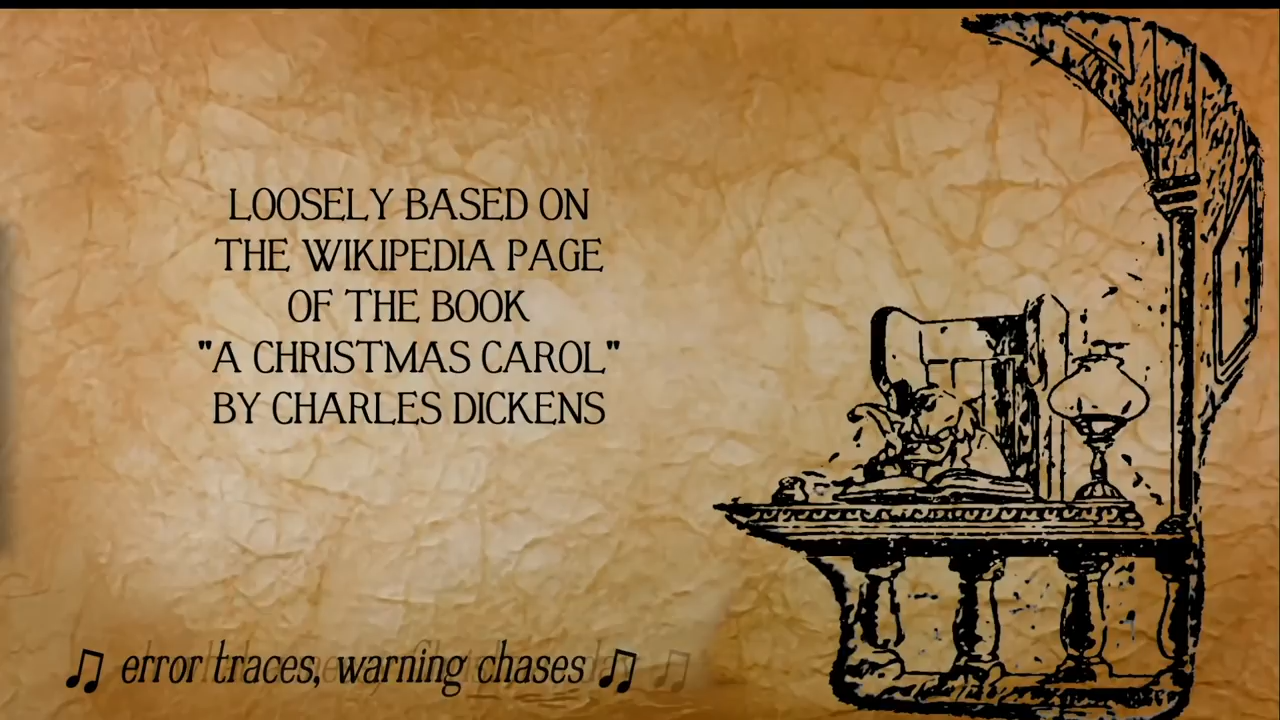 LOOSELY BASED ON
THE WIKIPEDIA PAGE
OF THE BOOK
"A CHRISTMAS CAROL"
BY CHARLES DICKENS
♫ error traces, warning chases ♫